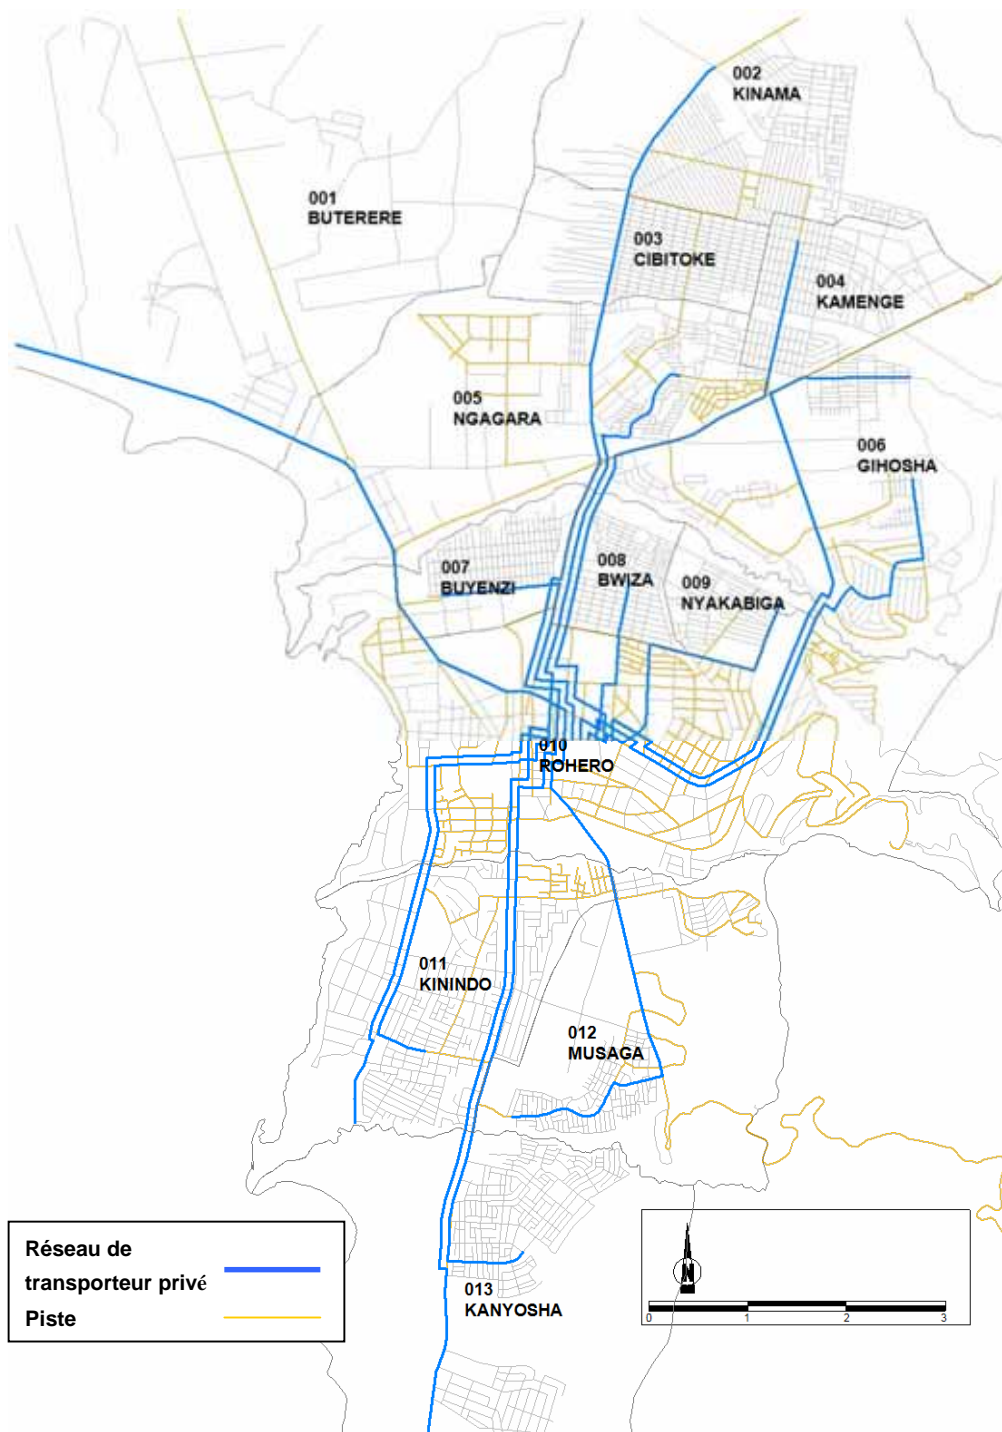 002
KINAMA
001
BUTERERE
003
CIBITOKE
004
KAMENGE
005
NGAGARA
006
GIHOSHA
007
BUYENZI
008
BWIZA
009
NYAKABIGA
010
ROHERO
011
KININDO
012
MUSAGA
013
KANYOSHA
Réseau de
transporteur privé
Piste
0 1 2 3